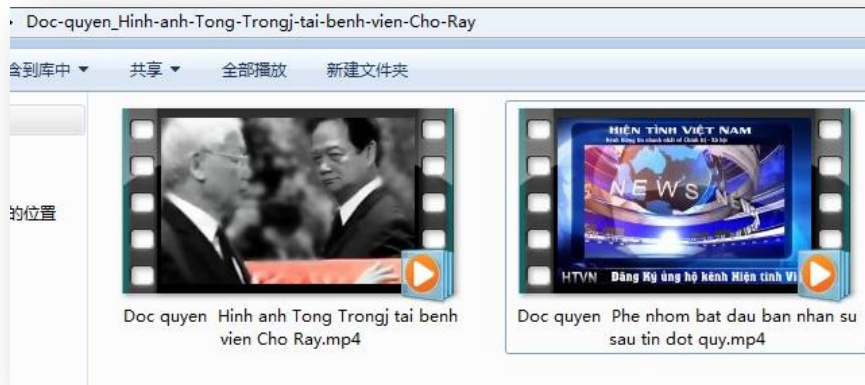 Doc-quyen_Hinh-anh-Tong-Trongj-tai-benh-vien-Cho-Ray
含到库中 共享 全部播放 新建文件夹
的位置
HIỆN TÌNH VIỆT NAM
NEWS NEWS
HTVN Đăng Ký ủng hộ kênh Hiện tình Vi
Doc quyen Hinh anh Tong Trongj tai benh
vien Cho Ray.mp4
Doc quyen Phe nhom bat dau ban nhan su
sau tin dot quy.mp4